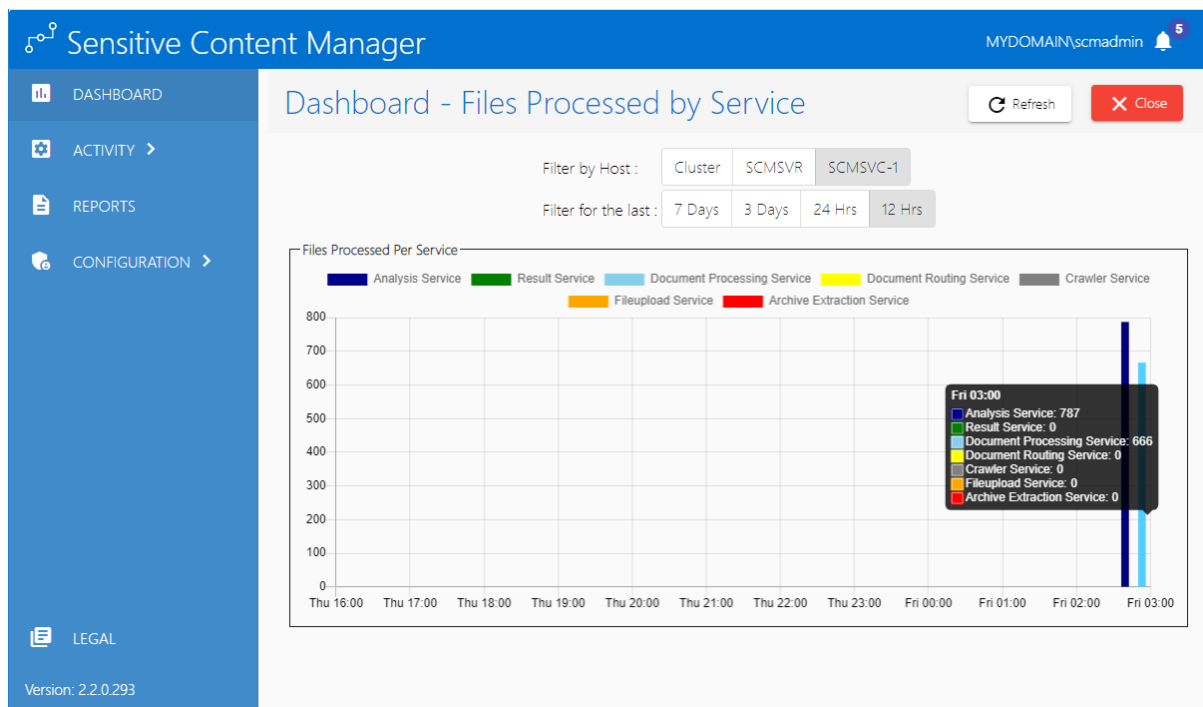 Sensitive Content Manager
MYDOMAIN\scmadmin 5
DASHBOARD
ACTIVITY
REPORTS
CONFIGURATION
LEGAL
Version: 2.2.0.293
Dashboard - Files Processed by Service
Refresh
Close
Filter by Host : Cluster SCMSVR SCMSVC-1
Filter for the last : 7 Days 3 Days 24 Hrs 12 Hrs
Files Processed Per Service
Analysis Service Result Service Document Processing Service Document Routing Service Crawler Service
Fileupload Service Archive Extraction Service
800
700
600
500
400
300
200
100
0
Fri 03:00
Analysis Service: 787
Result Service: 0
Document Processing Service: 666
Document Routing Service: 0
Crawler Service: 0
Fileupload Service: 0
Archive Extraction Service: 0
Thu 16:00 Thu 17:00 Thu 18:00 Thu 19:00 Thu 20:00 Thu 21:00 Thu 22:00 Thu 23:00 Fri 00:00 Fri 01:00 Fri 02:00 Fri 03:00